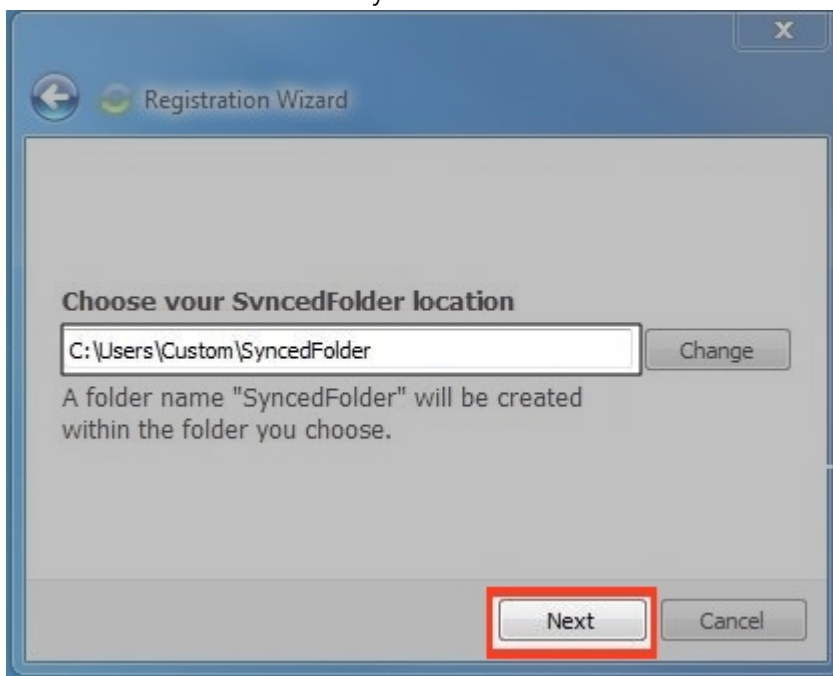 x
Registration Wizard
Choose your SyncedFolder location
C:\Users\Custom\SyncedFolder
Change
A folder name "SyncedFolder" will be created
within the folder you choose.
Next
Cancel